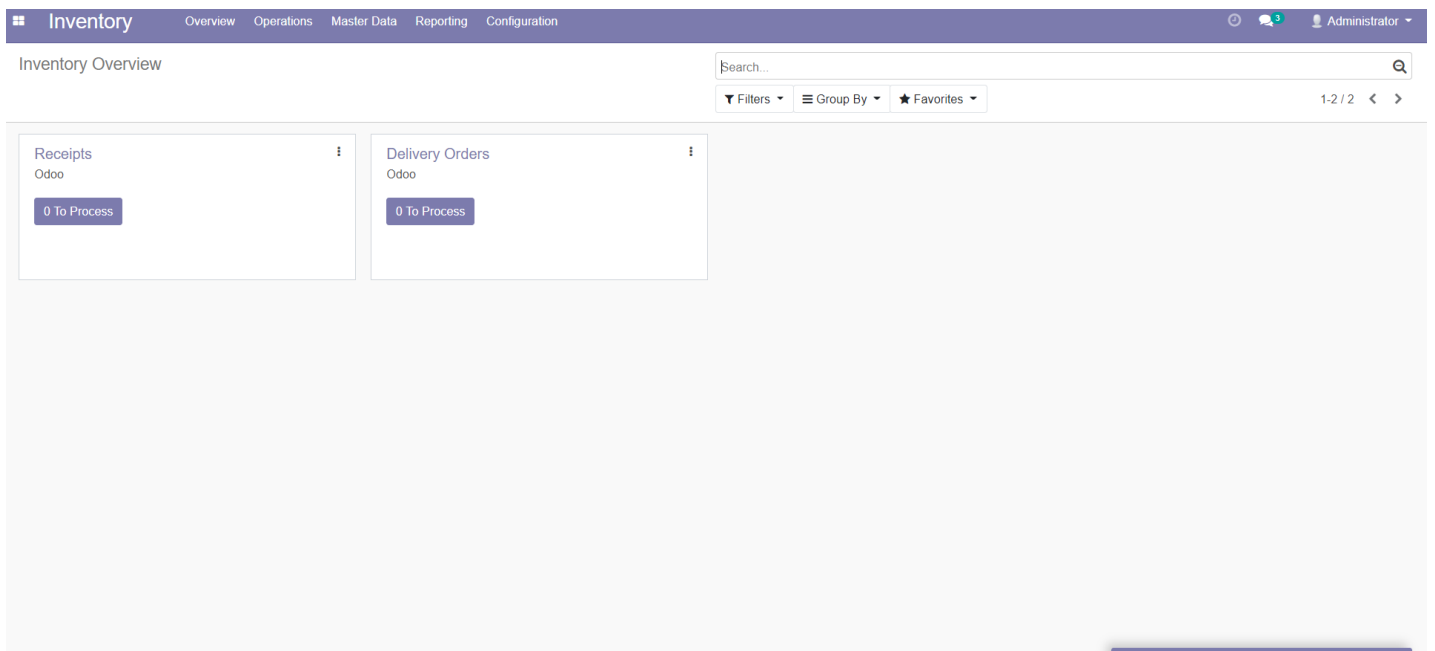 Inventory Overview Operations Master Data Reporting Configuration 3 Administrator
Inventory Overview
Search...
Filters Group By Favorites 1-2 / 2
Receipts
Odoo
0 To Process
Delivery Orders
Odoo
0 To Process